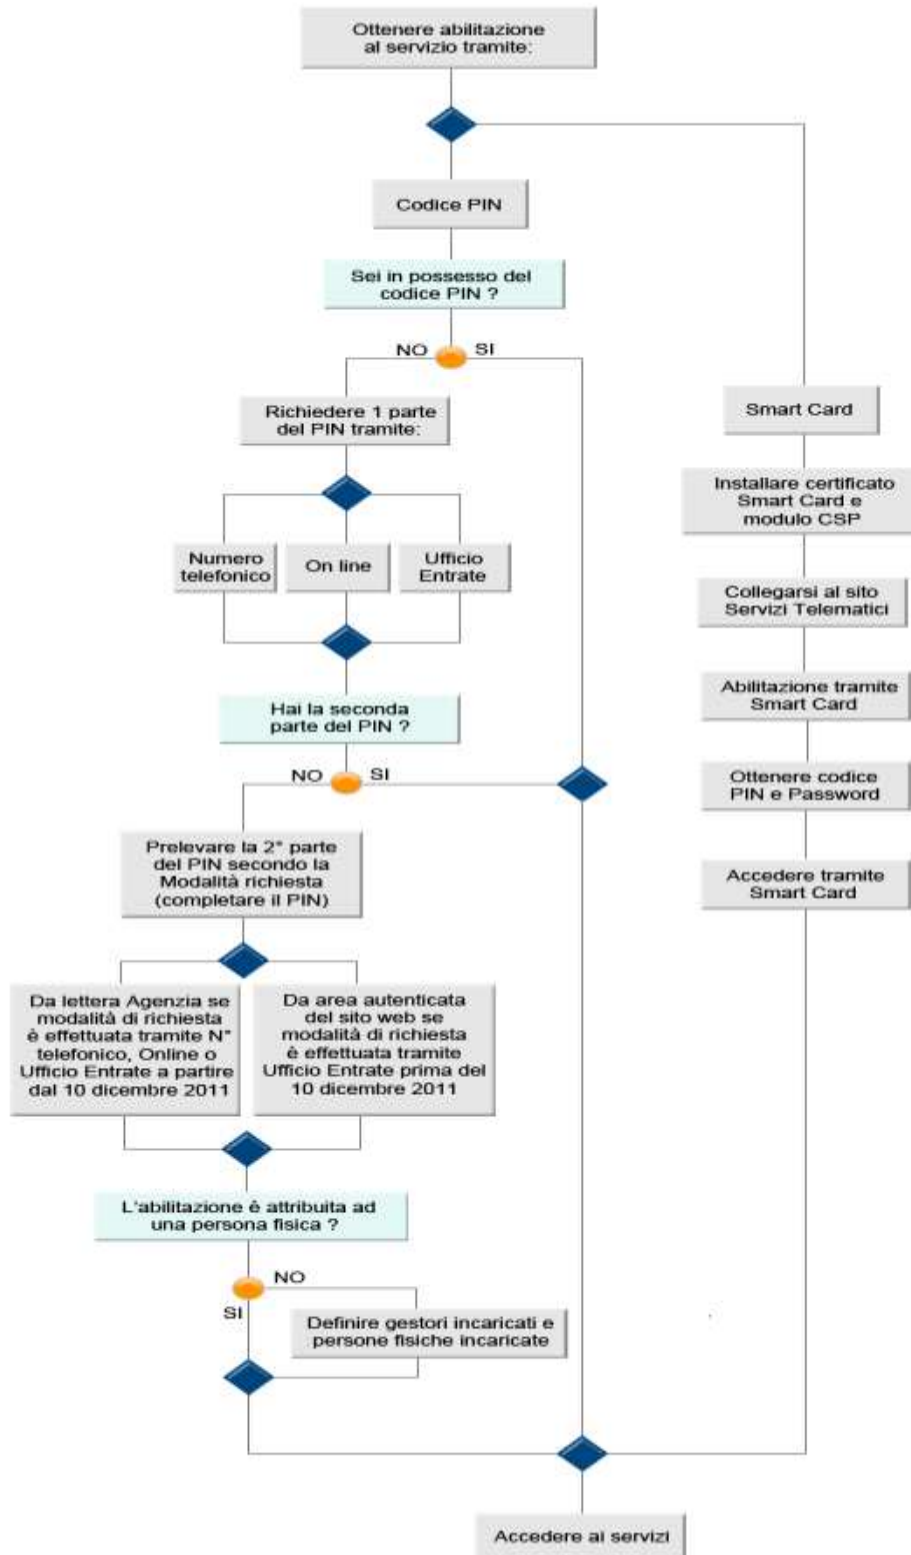 Ottenere abilitazione
al servizio tramite:
Codice PIN
Sei in possesso del
codice PIN ?
NO
SI
Richiedere 1 parte
del PIN tramite:
Numero
telefonico
On line
Ufficio
Entrate
Hai la seconda
parte del PIN ?
NO
SI
Prelevare la 2° parte
del PIN secondo la
Modalità richiesta
(completare il PIN)
Da lettera Agenzia se
modalità di richiesta
è effettuata tramite N°
telefonico, Online o
Ufficio Entrate a partire
dal 10 dicembre 2011
Da area autenticata
del sito web se
modalità di richiesta
è effettuata tramite
Ufficio Entrate prima del
10 dicembre 2011
L'abilitazione è attribuita ad
una persona fisica ?
NO
SI
Definire gestori incaricati e
persone fisiche incaricate
Smart Card
Installare certificato
Smart Card e
modulo CSP
Collegarsi al sito
Servizi Telematici
Abilitazione tramite
Smart Card
Ottenere codice
PIN e Password
Accedere tramite
Smart Card
Accedere ai servizi